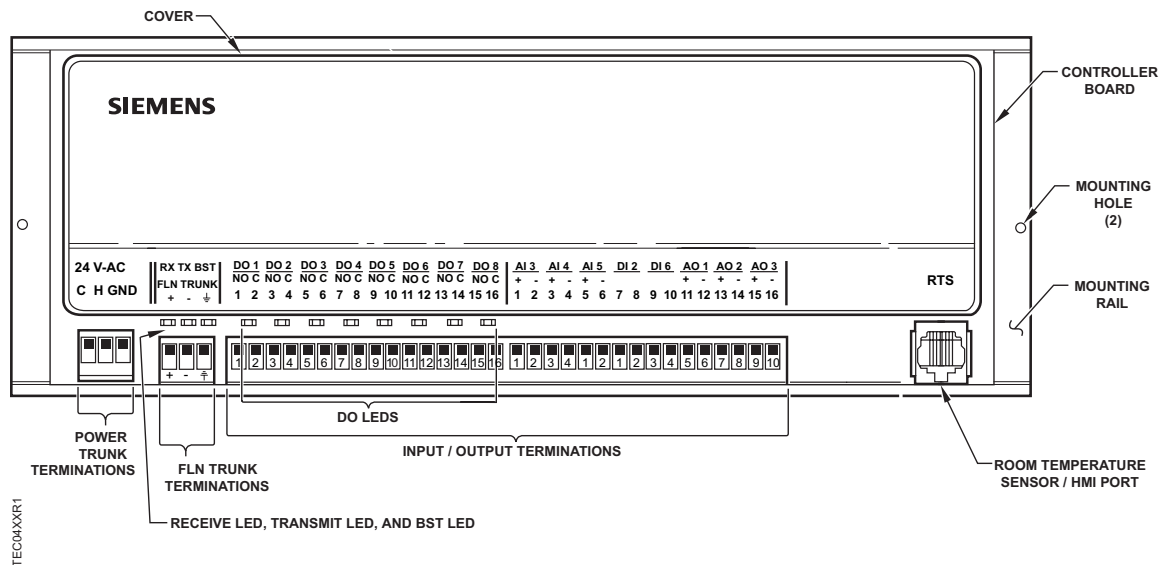 COVER
SIEMENS
CONTROLLER
BOARD
MOUNTING
HOLE
(2)
MOUNTING
RAIL
24 V-AC
C H GND
RX TX BST
FLN TRUNK
+ -
DO 1 DO 2 DO 3 DO 4 DO 5 DO 6 DO 7 DO 8
NO C NO C NO C NO C NO C NO C NO C NO C
1 2 3 4 5 6 7 8 9 10 11 12 13 14 15 16
AI 3 AI 4 AI 5 DI 2 DI 6 AO 1 AO 2 AO 3
+ - + - + - + - + - + -
1 2 3 4 5 6 7 8 9 10 11 12 13 14 15 16
RTS
+ -
1 2 3 4 5 6 7 8 9 10 11 12 13 14 15 16
1 2 3 4 1 2 1 2 3 4 5 6 7 8 9 10
DO LEDS
POWER
TRUNK
TERMINATIONS
FLN TRUNK
TERMINATIONS
INPUT / OUTPUT TERMINATIONS
ROOM TEMPERATURE
SENSOR / HMI PORT
RECEIVE LED, TRANSMIT LED, AND BST LED
TEC04XXR1